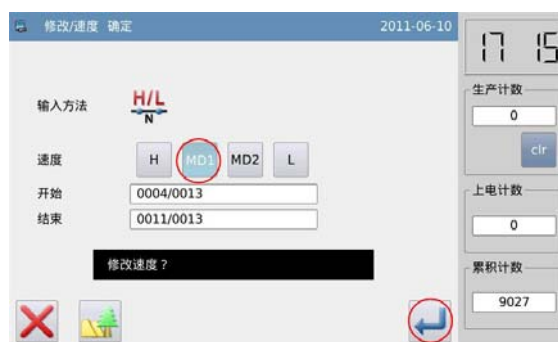 修改/速度 确定 2011-06-10
17 15
输入方法 H/L N
生产计数
0
clr
速度 H MD1 MD2 L
开始 0004/0013
上电计数
结束 0011/0013
0
修改速度？
累积计数
9027